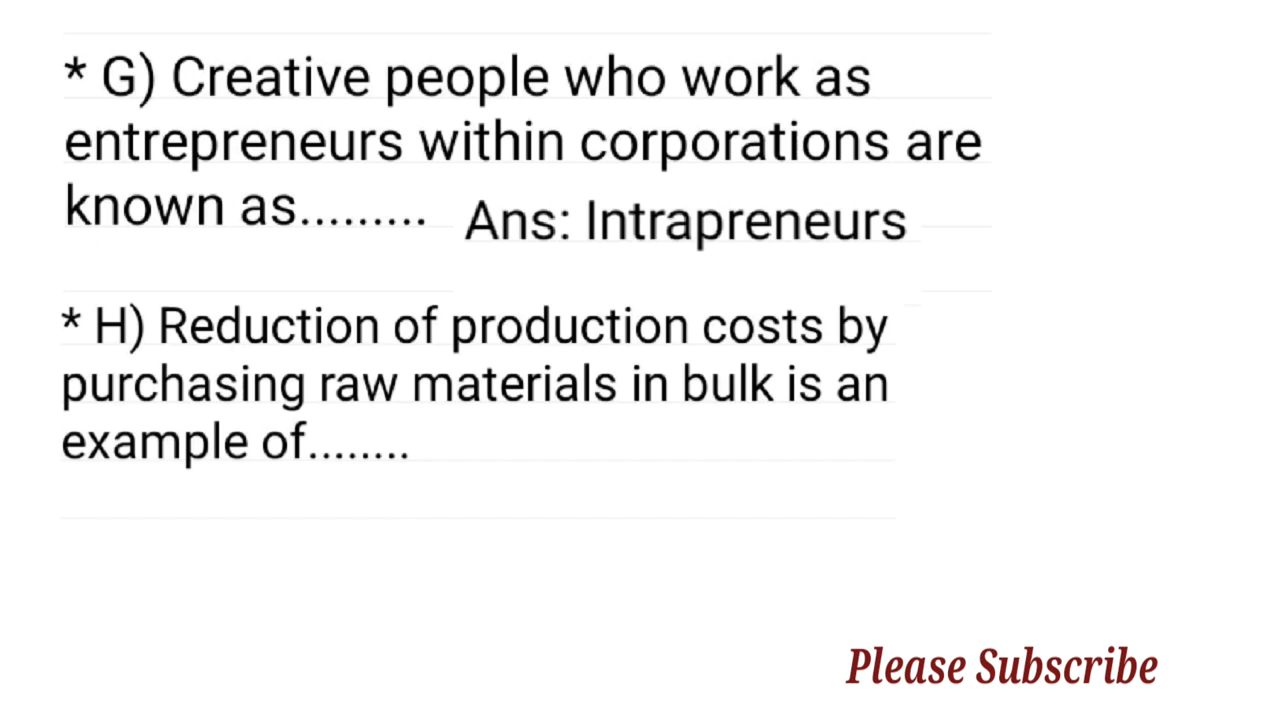 * G) Creative people who work as
entrepreneurs within corporations are
known as......... Ans: Intrapreneurs
* H) Reduction of production costs by
purchasing raw materials in bulk is an
example of........
Please Subscribe